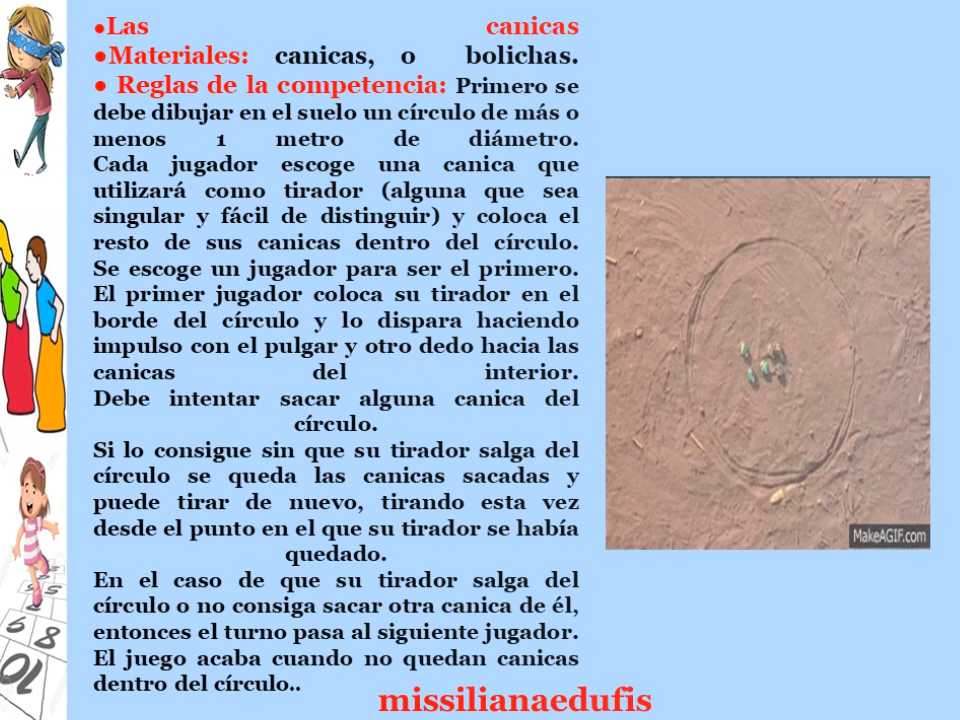 ●Las canicas
●Materiales: canicas, o bolichas.
● Reglas de la competencia: Primero se
debe dibujar en el suelo un círculo de más o
menos 1 metro de diámetro.
Cada jugador escoge una canica que
utilizará como tirador (alguna que sea
singular y fácil de distinguir) y coloca el
resto de sus canicas dentro del círculo.
Se escoge un jugador para ser el primero.
El primer jugador coloca su tirador en el
borde del círculo y lo dispara haciendo
impulso con el pulgar y otro dedo hacia las
canicas del interior.
Debe intentar sacar alguna canica del
círculo.
Si lo consigue sin que su tirador salga del
círculo se queda las canicas sacadas y
puede tirar de nuevo, tirando esta vez
desde el punto en el que su tirador se había
quedado.
En el caso de que su tirador salga del
círculo o no consiga sacar otra canica de él,
entonces el turno pasa al siguiente jugador.
El juego acaba cuando no quedan canicas
dentro del círculo..
missilianaedufis
MakeAGIF.com
6 8
10